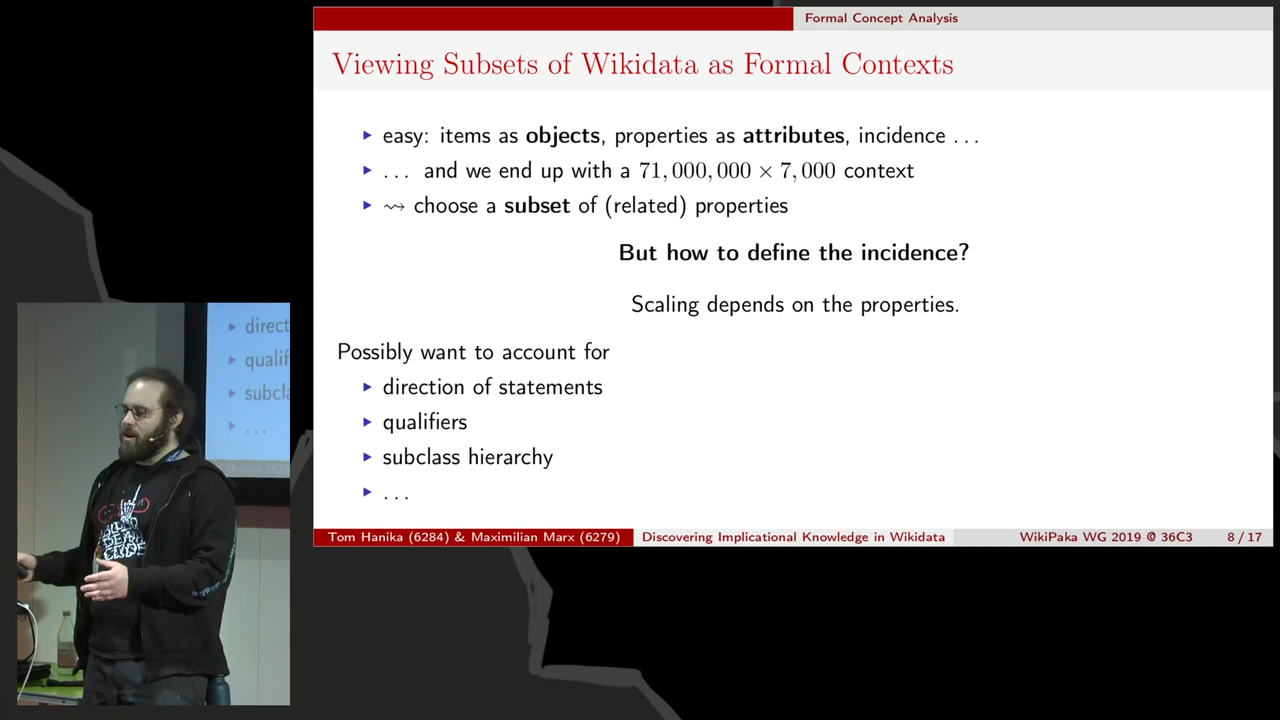 Formal Concept Analysis
Viewing Subsets of Wikidata as Formal Contexts
▸ easy: items as objects, properties as attributes, incidence ...
▸ ... and we end up with a 71,000,000 × 7,000 context
▸ ⇝ choose a subset of (related) properties
But how to define the incidence?
Scaling depends on the properties.
Possibly want to account for
▸ direction of statements
▸ qualifiers
▸ subclass hierarchy
▸ ...
Tom Hanika (6284) & Maximilian Marx (6279) Discovering Implicational Knowledge in Wikidata WikiPaka WG 2019 @ 36C3 8 / 17
▸ direct
▸ qualif
▸ subcla
▸ ...